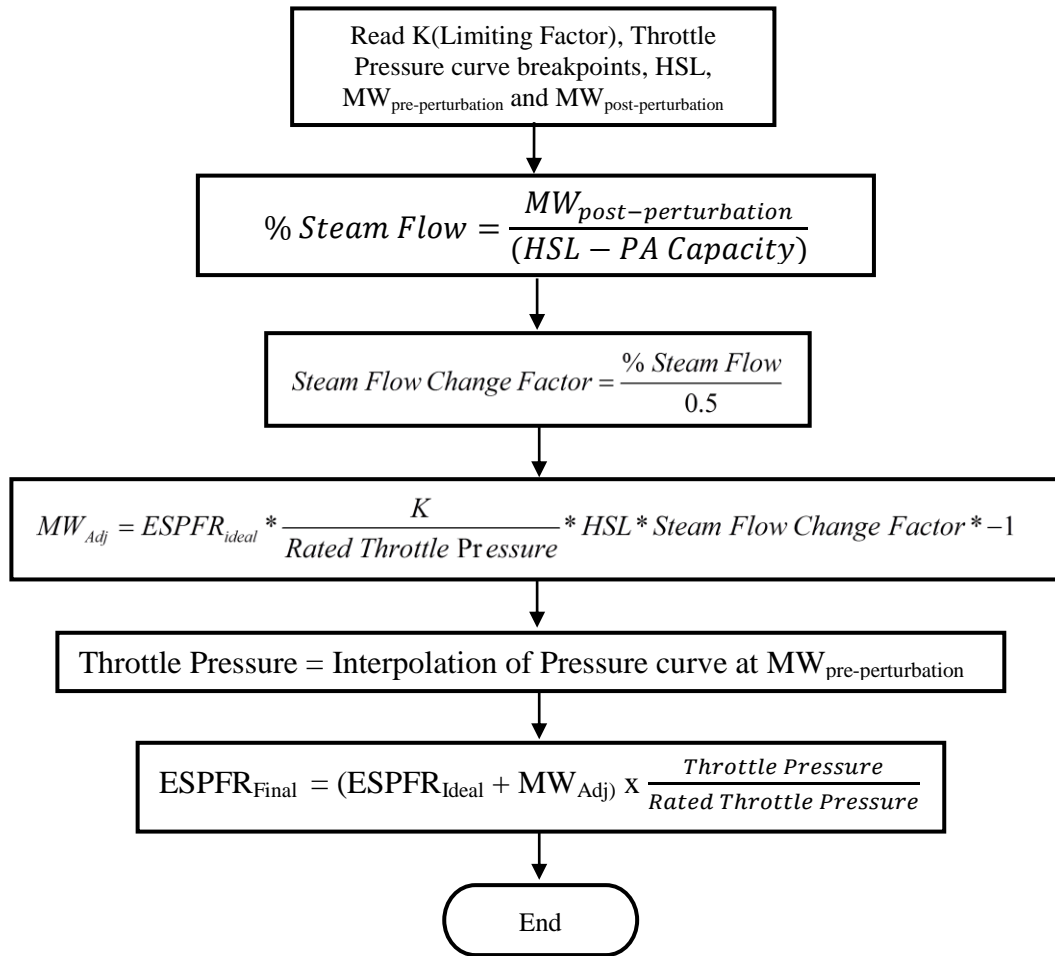 Read K(Limiting Factor), Throttle
Pressure curve breakpoints, HSL,
MWpre-perturbation and MWpost-perturbation
% Steam Flow = MWpost−perturbation / (HSL − PA Capacity)
Steam Flow Change Factor = % Steam Flow / 0.5
MWAdj = ESPFRideal * K / Rated Throttle Pressure * HSL * Steam Flow Change Factor * −1
Throttle Pressure = Interpolation of Pressure curve at MWpre-perturbation
ESPFRFinal = (ESPFRIdeal + MWAdj) x Throttle Pressure / Rated Throttle Pressure
End